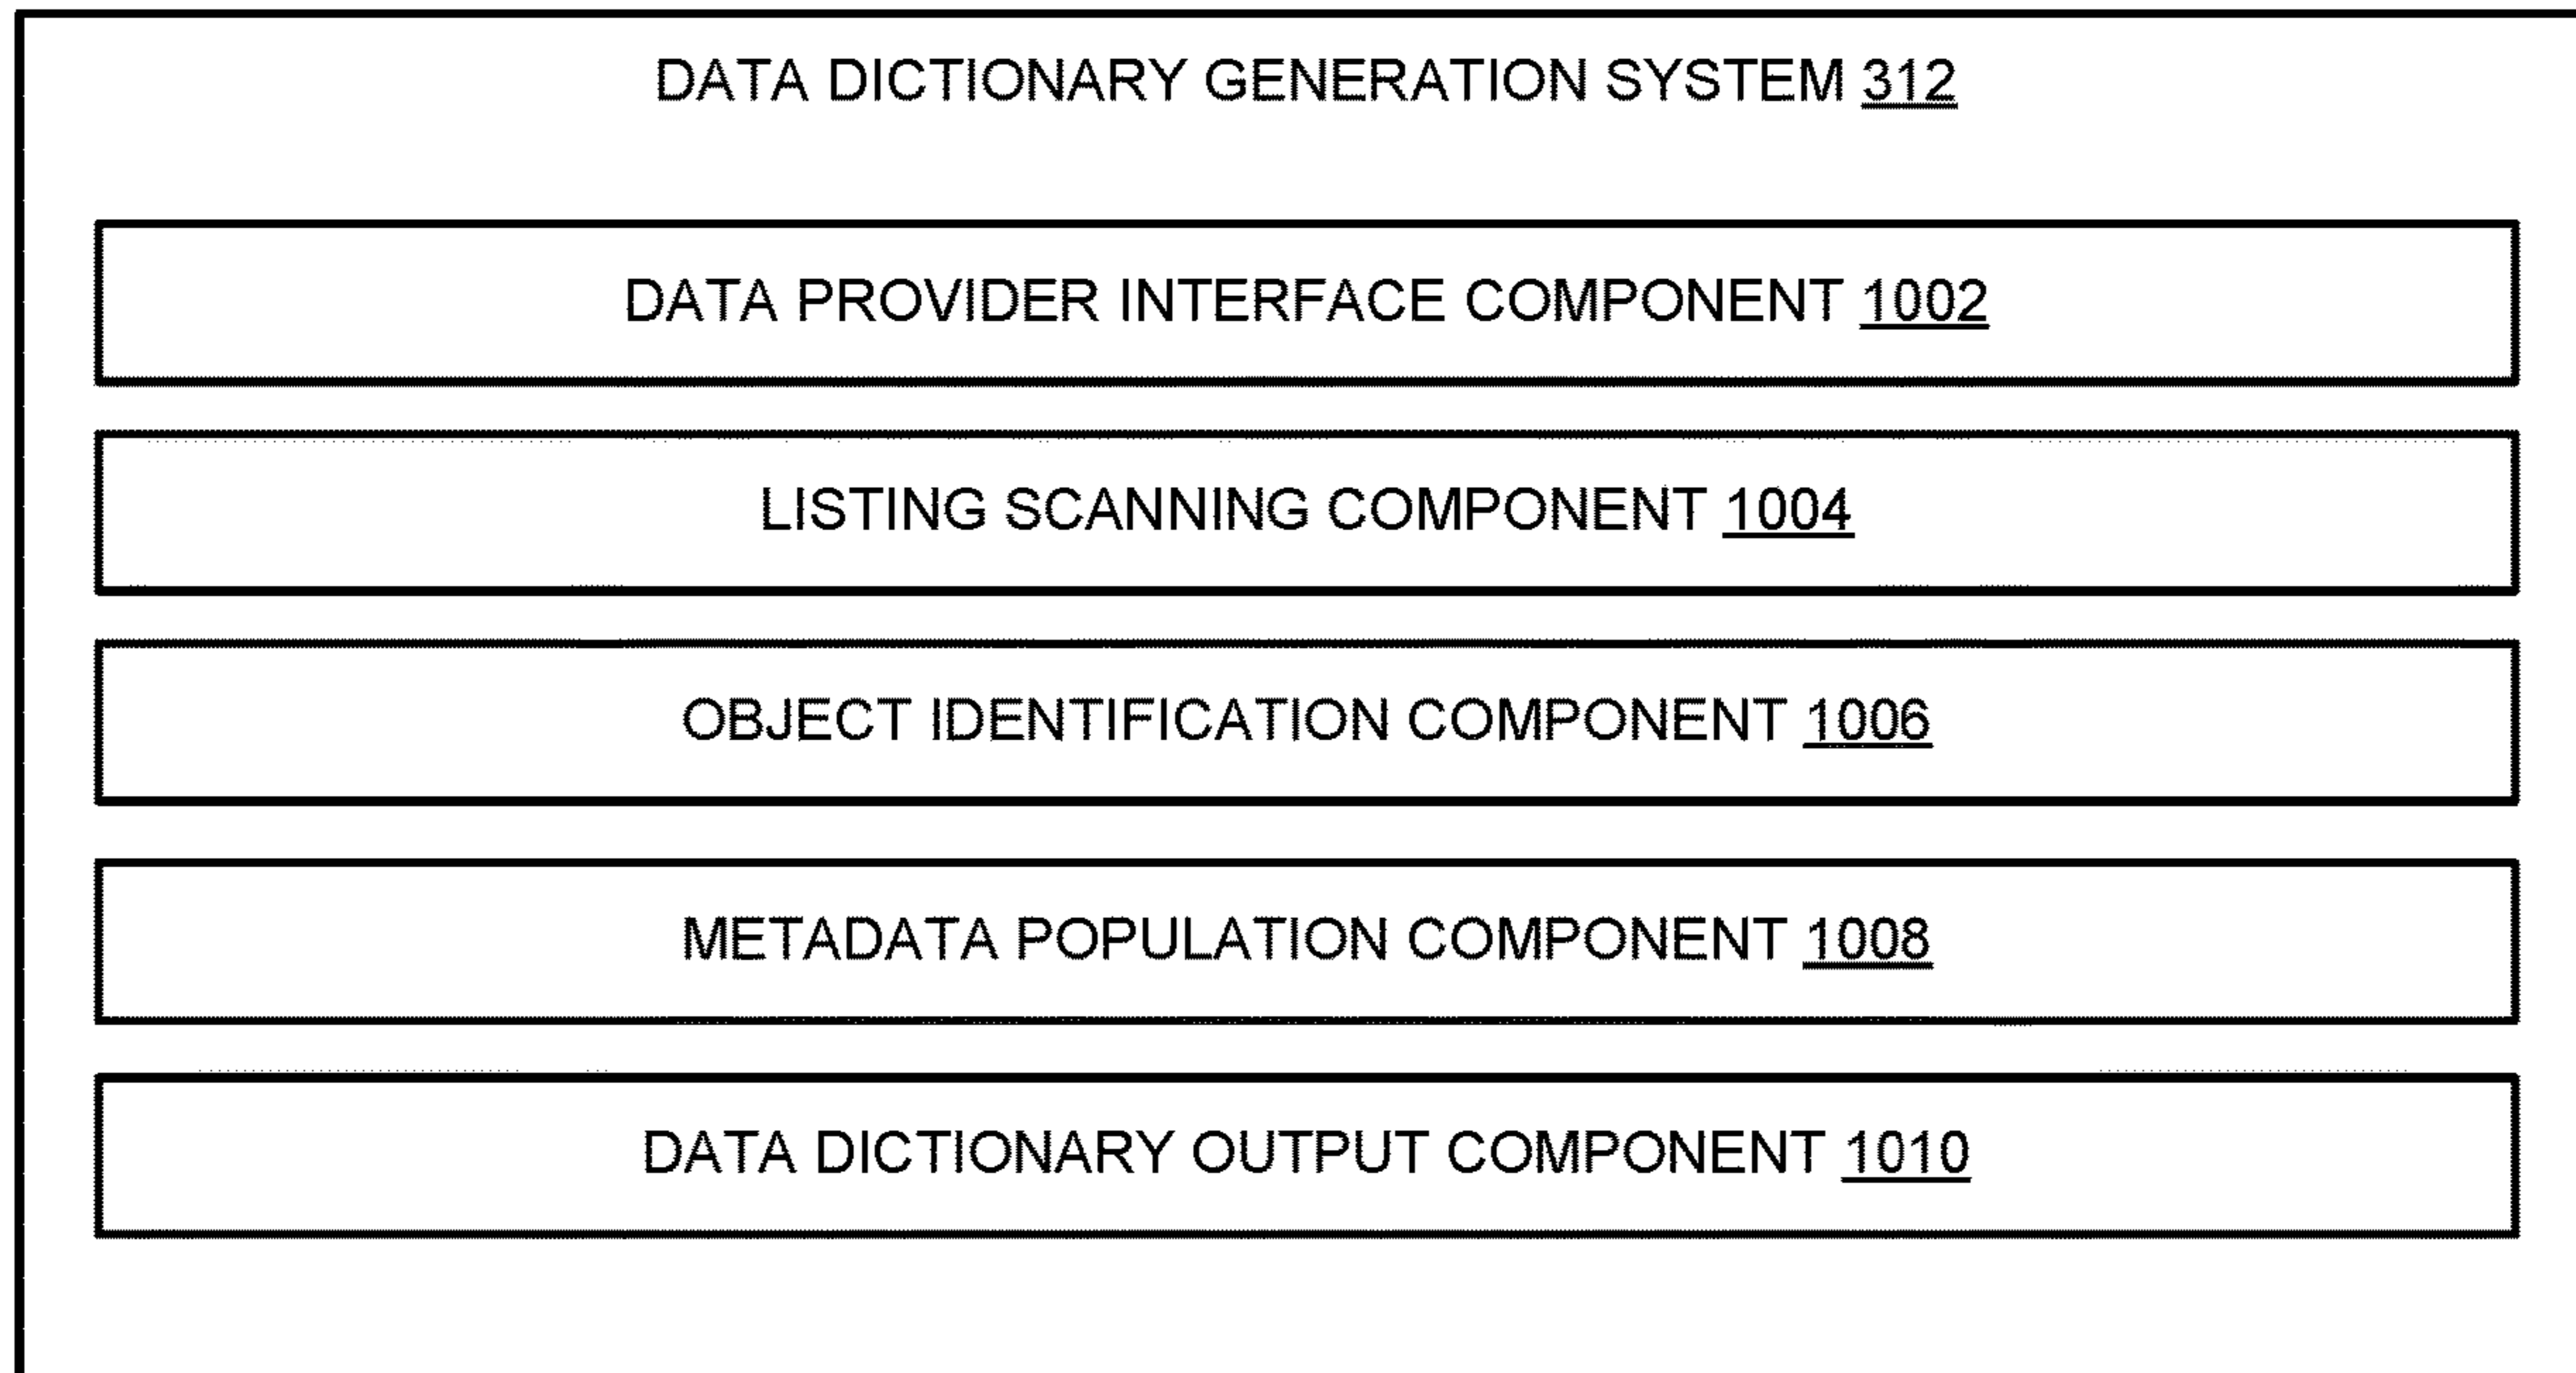 DATA DICTIONARY GENERATION SYSTEM 312
DATA PROVIDER INTERFACE COMPONENT 1002
LISTING SCANNING COMPONENT 1004
OBJECT IDENTIFICATION COMPONENT 1006
METADATA POPULATION COMPONENT 1008
DATA DICTIONARY OUTPUT COMPONENT 1010